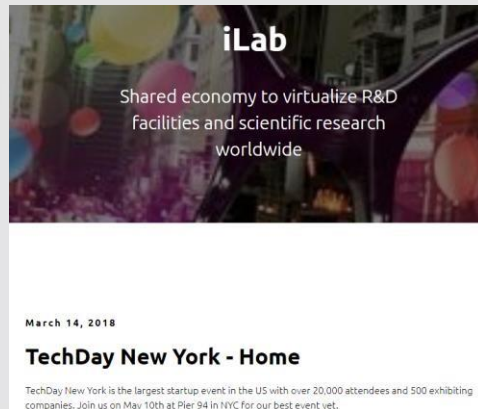 iLab
Shared economy to virtualize R&D
facilities and scientific research
worldwide
March 14, 2018
TechDay New York - Home
TechDay New York is the largest startup event in the US with over 20,000 attendees and 500 exhibiting
companies. Join us on May 10th at Pier 94 in NYC for our best event yet.